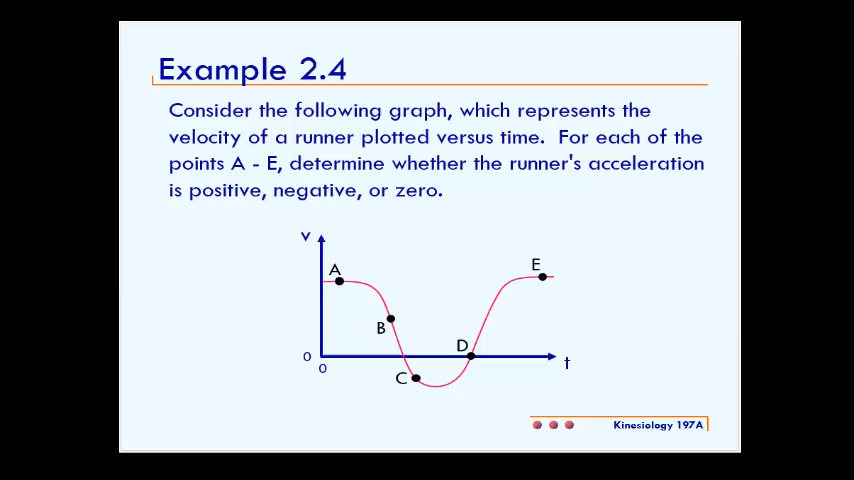 Example 2.4
Consider the following graph, which represents the
velocity of a runner plotted versus time. For each of the
points A - E, determine whether the runner's acceleration
is positive, negative, or zero.
v
A
E
B
D
0
t
0
C
Kinesiology 197A